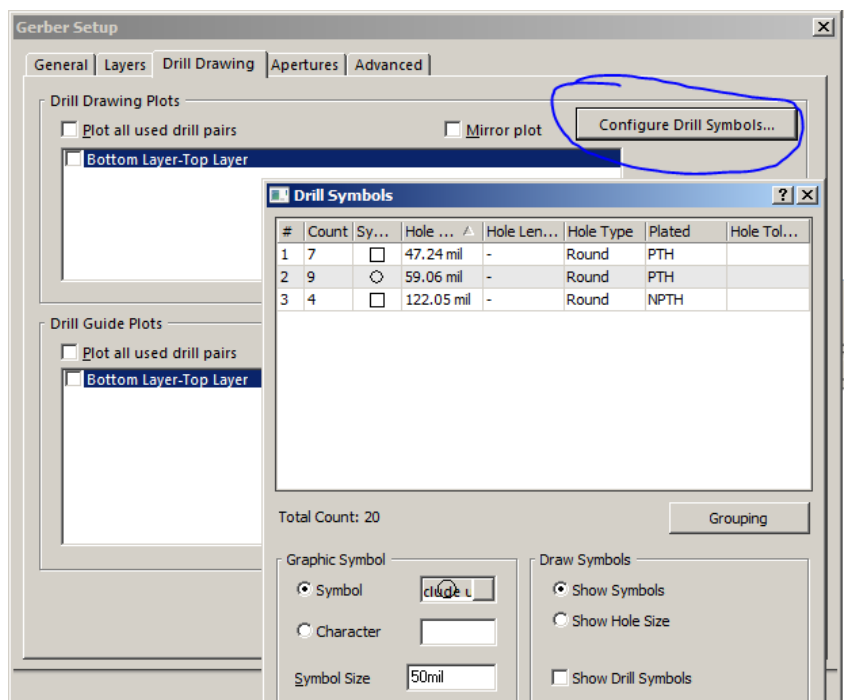 Gerber Setup
General Layers Drill Drawing Apertures Advanced
Drill Drawing Plots
Plot all used drill pairs
Mirror plot
Configure Drill Symbols...
Bottom Layer-Top Layer
Drill Symbols
# Count Sy... Hole ... Hole Len... Hole Type Plated Hole Tol...
1 7 47.24 mil - Round PTH
2 9 59.06 mil - Round PTH
3 4 122.05 mil - Round NPTH
Drill Guide Plots
Plot all used drill pairs
Bottom Layer-Top Layer
Total Count: 20
Grouping
Graphic Symbol
Symbol
Character
Symbol Size 50mil
Draw Symbols
Show Symbols
Show Hole Size
Show Drill Symbols